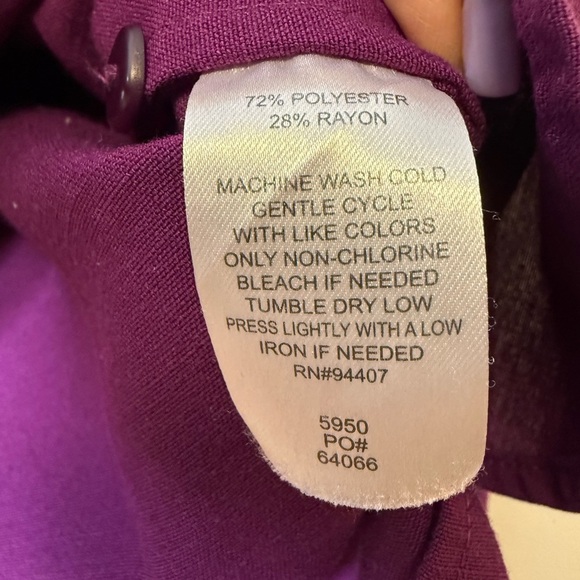 72% POLYESTER
28% RAYON
MACHINE WASH COLD
GENTLE CYCLE
WITH LIKE COLORS
ONLY NON-CHLORINE
BLEACH IF NEEDED
TUMBLE DRY LOW
PRESS LIGHTLY WITH A LOW
IRON IF NEEDED
RN#94407
5950
PO#
64066